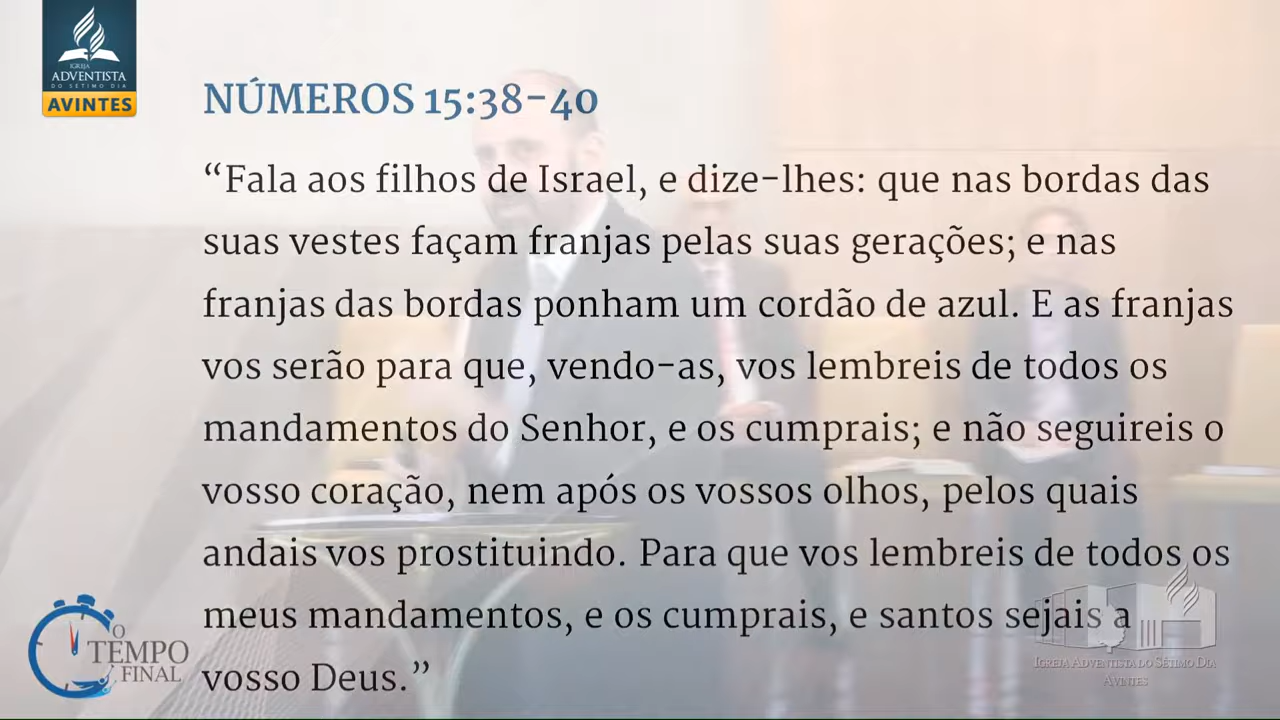 IGREJA
ADVENTISTA
DO SÉTIMO DIA
AVINTES
NÚMEROS 15:38-40
“Fala aos filhos de Israel, e dize-lhes: que nas bordas das
suas vestes façam franjas pelas suas gerações; e nas
franjas das bordas ponham um cordão de azul. E as franjas
vos serão para que, vendo-as, vos lembreis de todos os
mandamentos do Senhor, e os cumprais; e não seguireis o
vosso coração, nem após os vossos olhos, pelos quais
andais vos prostituindo. Para que vos lembreis de todos os
meus mandamentos, e os cumprais, e santos sejais a
vosso Deus.”
O
TEMPO
FINAL
IGREJA ADVENTISTA DO SÉTIMO DIA
AVINTES